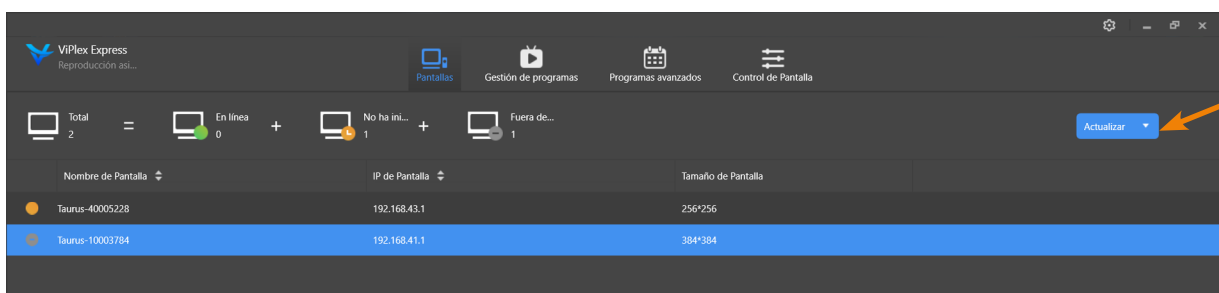 ViPlex Express
Reproducción asi...
Pantallas
Gestión de programas
Programas avanzados
Control de Pantalla
Total
2
=
En línea
0
+
No ha ini...
1
+
Fuera de...
1
Actualizar
Nombre de Pantalla
IP de Pantalla
Tamaño de Pantalla
Taurus-40005228
192.168.43.1
256*256
Taurus-10003784
192.168.41.1
384*384